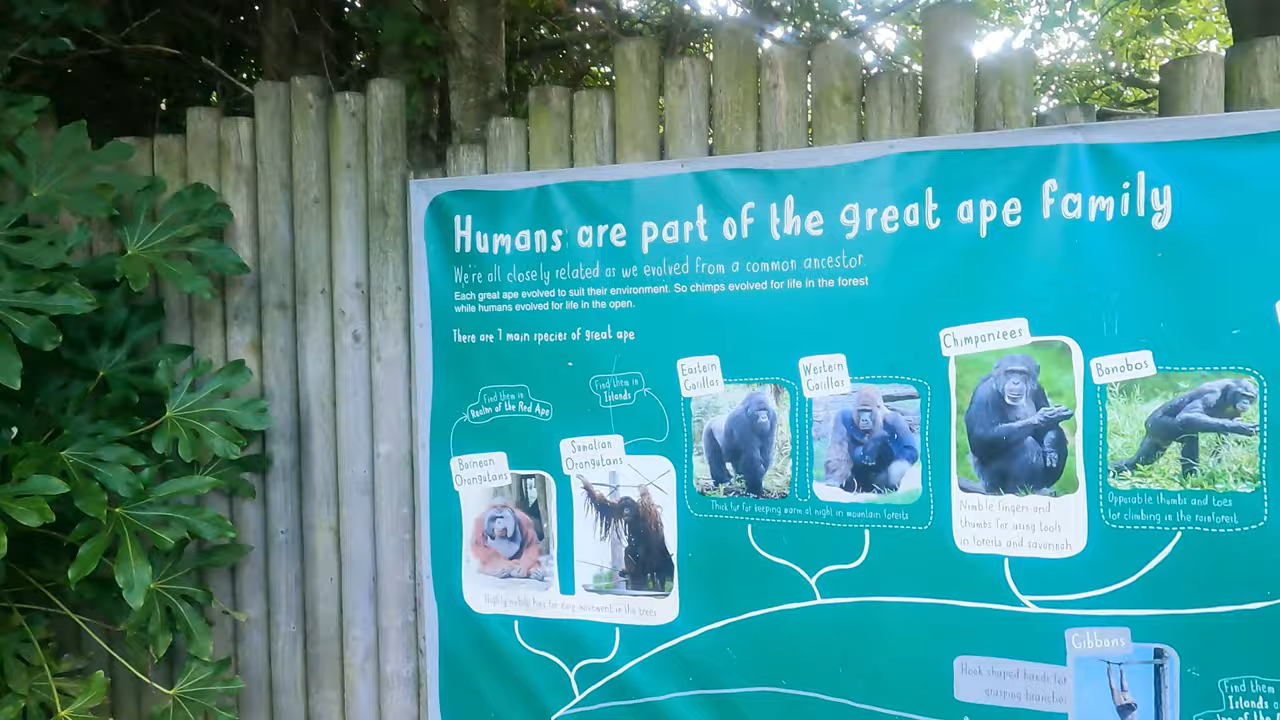 Humans are part of the great ape family
We're all closely related as we evolved from a common ancestor.
Each great ape evolved to suit their environment. So chimps evolved for life in the forest
while humans evolved for life in the open.
There are 7 main species of great ape
Find them in
Realm of the Red Ape
Find them in
Islands
Bornean
Orangutans
Sumatran
Orangutans
Highly mobile hips for easy movement in the trees
Eastern
Gorillas
Western
Gorillas
Thick fur for keeping warm at night in mountain forests
Chimpanzees
Nimble fingers and
thumbs for using tools
in forests and savannah
Bonobos
Opposable thumbs and toes
for climbing in the rainforest
Gibbons
Hook shaped hands for
grasping branches
Find them
Islands